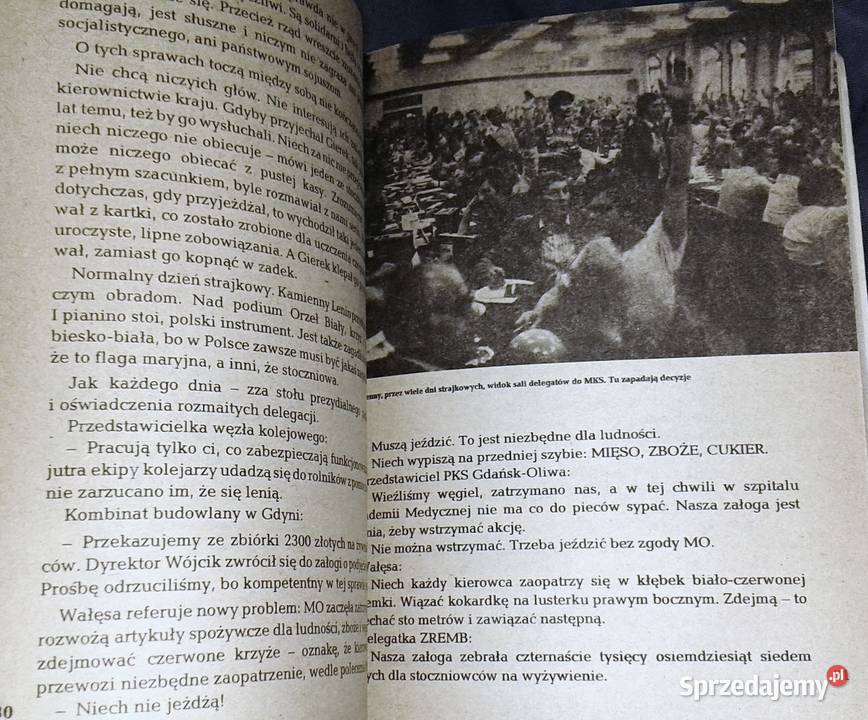 domagają, jest słuszne i niczym nie zagraża
socjalistycznego, ani państwowym sojuszom
O tych sprawach toczą między sobą nie
Nie chcą niczyich głów. Nie interesują ich
kierownictwie kraju. Gdyby przyjechał Gierek,
lat temu, też by go wysłuchali. Niech za nic nie
niech niczego nie obiecuje – mówi jeden ze
może niczego obiecać z pustej kasy.
z pełnym szacunkiem, byle rozmawiał z nami
dotychczas, gdy przyjeżdżał, to wychodził taki
wał z kartki, co zostało zrobione dla uczczenia
uroczyste, lipne zobowiązania. A Gierek klepał go
wał, zamiast go kopnąć w zadek.
Normalny dzień strajkowy. Kamienny Lenin
czym obradom. Nad podium Orzeł Biały,
I pianino stoi, polski instrument. Jest także
biesko-biała, bo w Polsce zawsze musi być jakaś
że to flaga maryjna, a inni, że stoczniowa.
Jak każdego dnia – zza stołu prezydialnego
i oświadczenia rozmaitych delegacji.
Przedstawicielka węzła kolejowego:
– Pracują tylko ci, co zabezpieczają
jutra ekipy kolejarzy udadzą się do rolników z
nie zarzucano im, że się lenią.
Kombinat budowlany w Gdyni:
– Przekazujemy ze zbiórki 2300 złotych na
ców. Dyrektor Wójcik zwrócił się do załogi o
Prośbę odrzuciliśmy, bo kompetentny w tej
Wałęsa referuje nowy problem: MO zaczęła
rozwożą artykuły spożywcze dla ludności, zboże i
zdejmować czerwone krzyże – oznakę, że
przewozi niezbędne zaopatrzenie, wedle
– Niech nie jeżdżą!
przez wiele dni strajkowych, widok sali delegatów do MKS. Tu zapadają decyzje
Muszą jeździć. To jest niezbędne dla ludności.
Niech wypiszą na przedniej szybie: MIĘSO, ZBOŻE, CUKIER.
rzedstawiciel PKS Gdańsk-Oliwa:
Wieźliśmy węgiel, zatrzymano nas, a w tej chwili w szpitalu
demii Medycznej nie ma co do pieców sypać. Nasza załoga jest
nia, żeby wstrzymać akcję.
Nie można wstrzymać. Trzeba jeździć bez zgody MO.
ałęsa:
Niech każdy kierowca zaopatrzy się w kłębek biało-czerwonej
emki. Wiązać kokardkę na lusterku prawym bocznym. Zdejmą – to
echać sto metrów i zawiązać następną.
elegatka ZREMB:
Nasza załoga zebrała czternaście tysięcy osiemdziesiąt siedem
ych dla stoczniowców na wyżywienie.
Sprzedajemy.pl